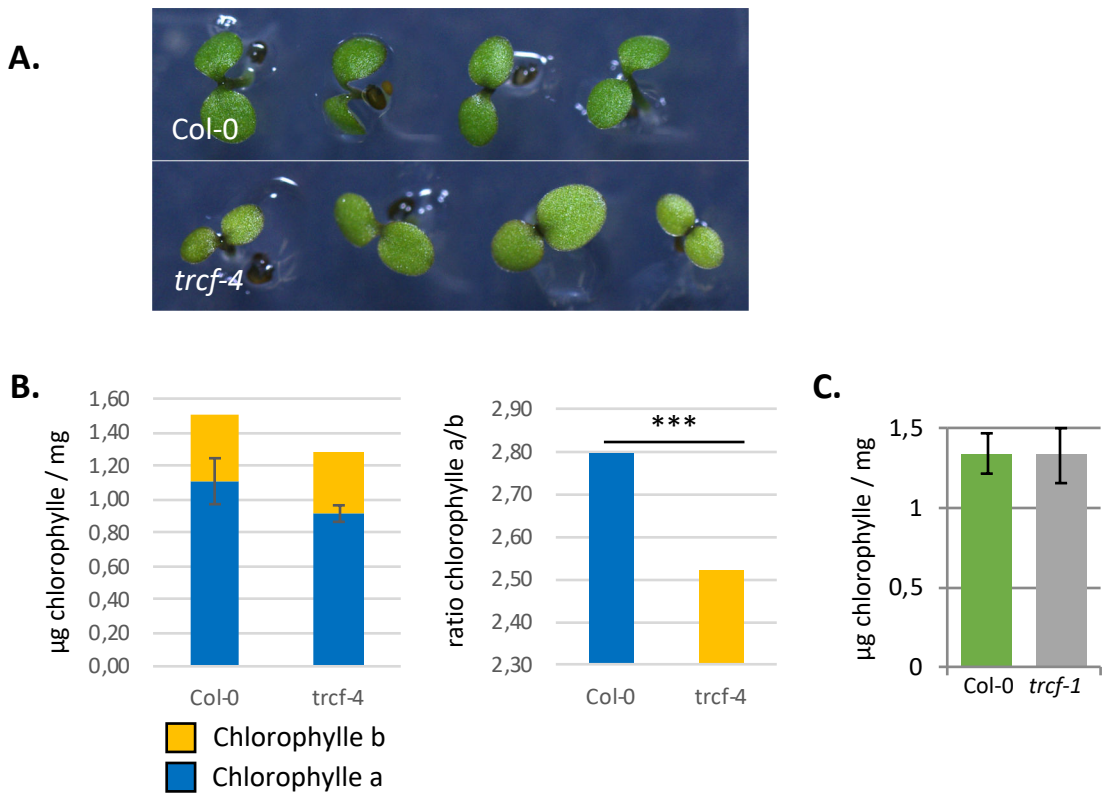 A.
Col-0
trcf-4
B.
µg chlorophylle / mg
1,60
1,40
1,20
1,00
0,80
0,60
0,40
0,20
0,00
Col-0 trcf-4
Chlorophylle b
Chlorophylle a
ratio chlorophylle a/b
2,90
2,80
2,70
2,60
2,50
2,40
2,30
***
Col-0 trcf-4
C.
µg chlorophylle / mg
1,5
1
0,5
0
Col-0 trcf-1